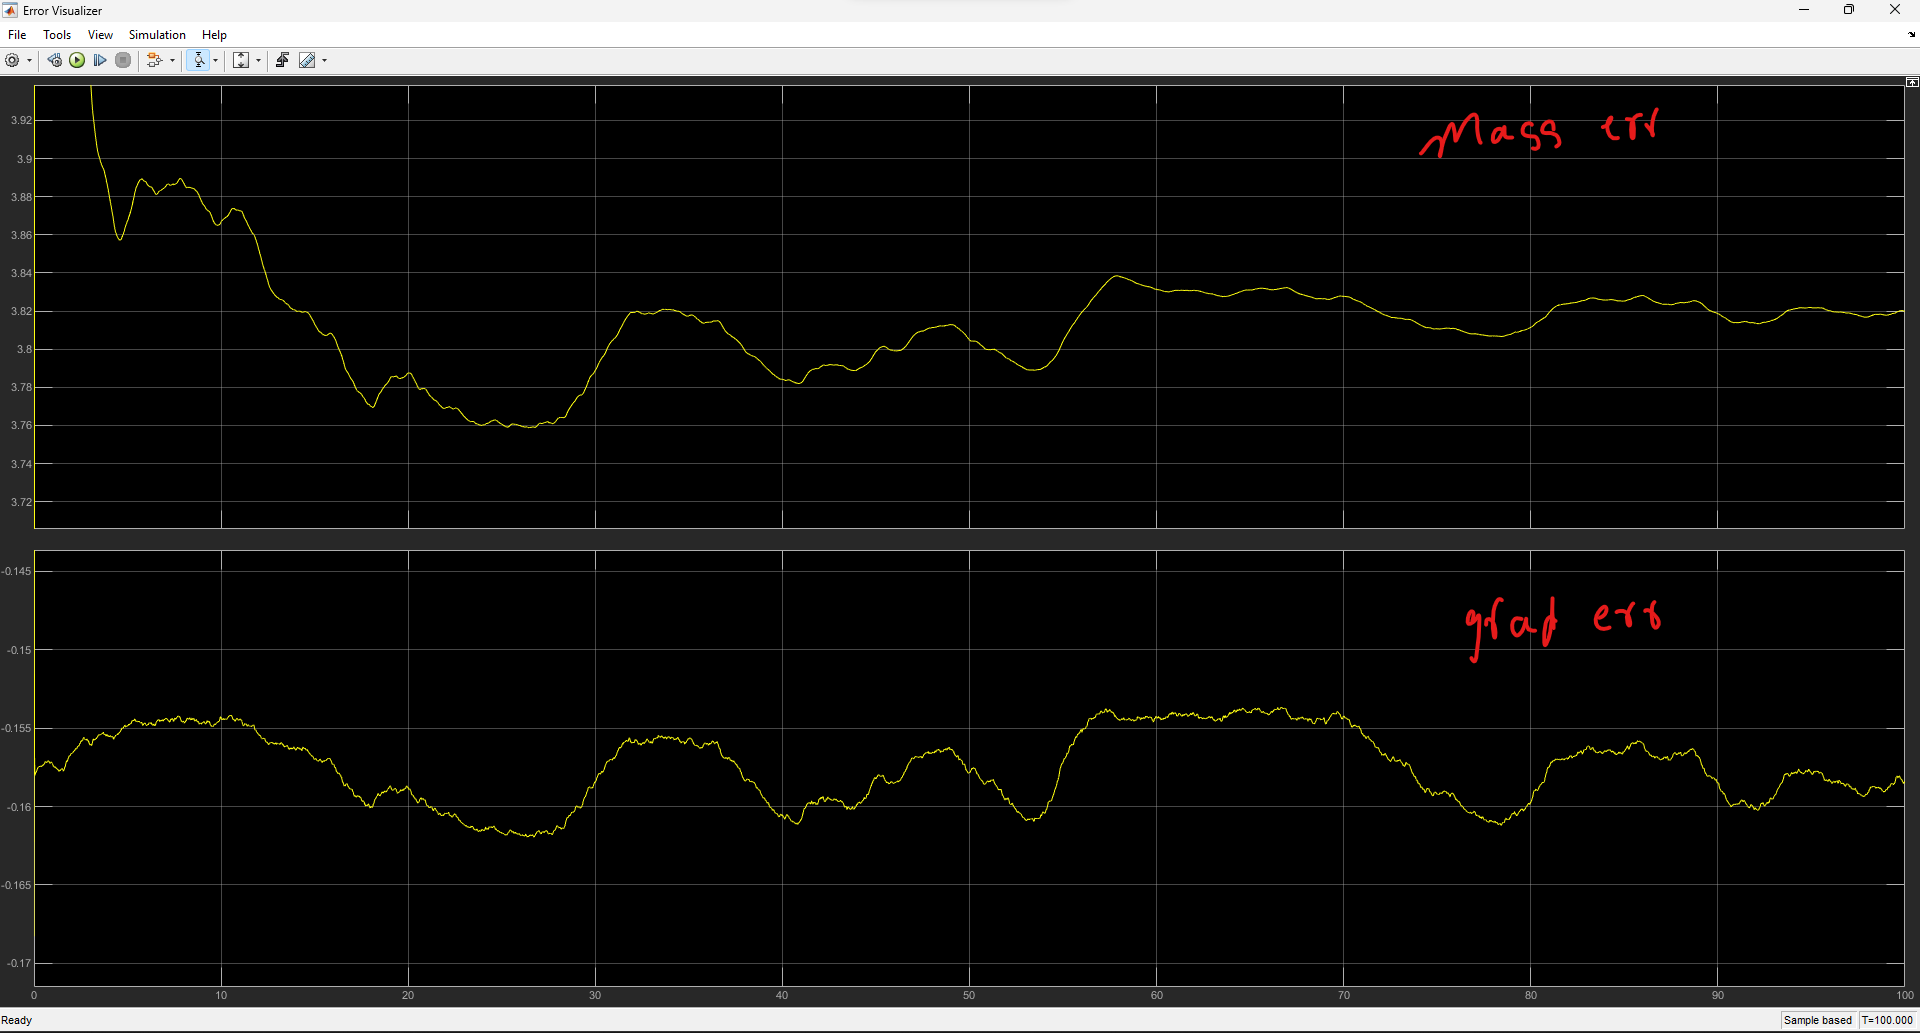 Error Visualizer
File Tools View Simulation Help
3.92
3.9
3.88
3.86
3.84
3.82
3.8
3.78
3.76
3.74
3.72
Mass err
-0.145
-0.15
-0.155
-0.16
-0.165
-0.17
grad err
0 10 20 30 40 50 60 70 80 90 100
Ready
Sample based T=100.000